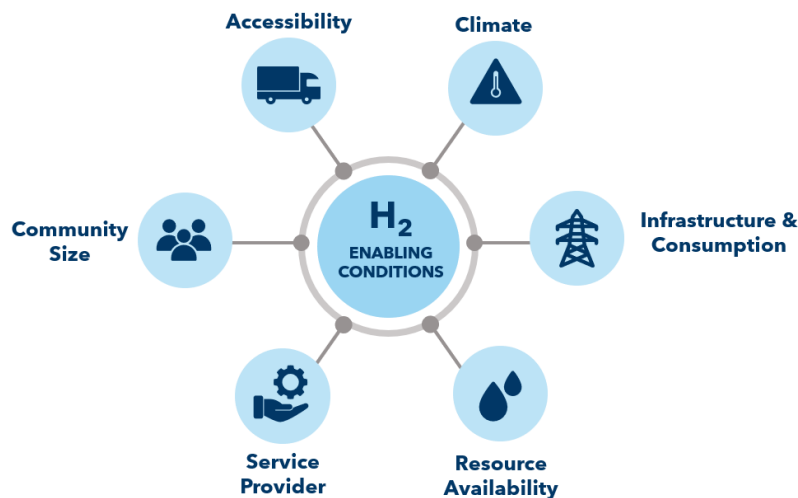 Accessibility
Climate
Community
Size
H₂
ENABLING
CONDITIONS
Infrastructure &
Consumption
Service
Provider
Resource
Availability